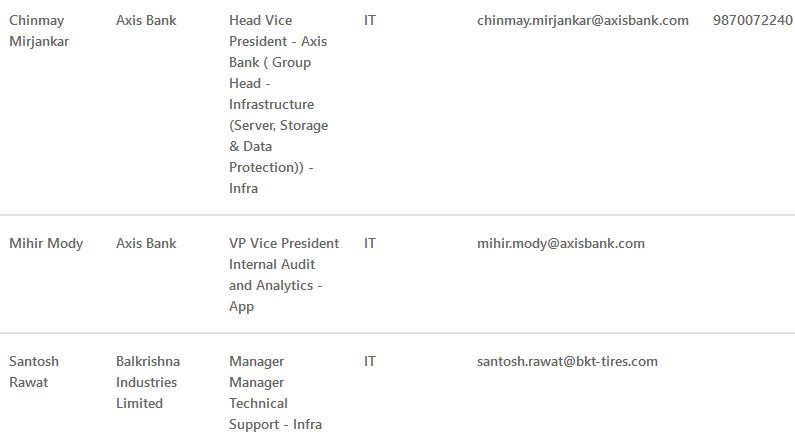 Chinmay Axis Bank Head Vice IT chinmay.mirjankar@axisbank.com 9870072240
Mirjankar President - Axis
Bank ( Group
Head -
Infrastructure
(Server, Storage
& Data
Protection)) -
Infra
Mihir Mody Axis Bank VP Vice President IT mihir.mody@axisbank.com
Internal Audit
and Analytics -
App
Santosh Balkrishna Manager IT santosh.rawat@bkt-tires.com
Rawat Industries Manager
Limited Technical
Support - Infra